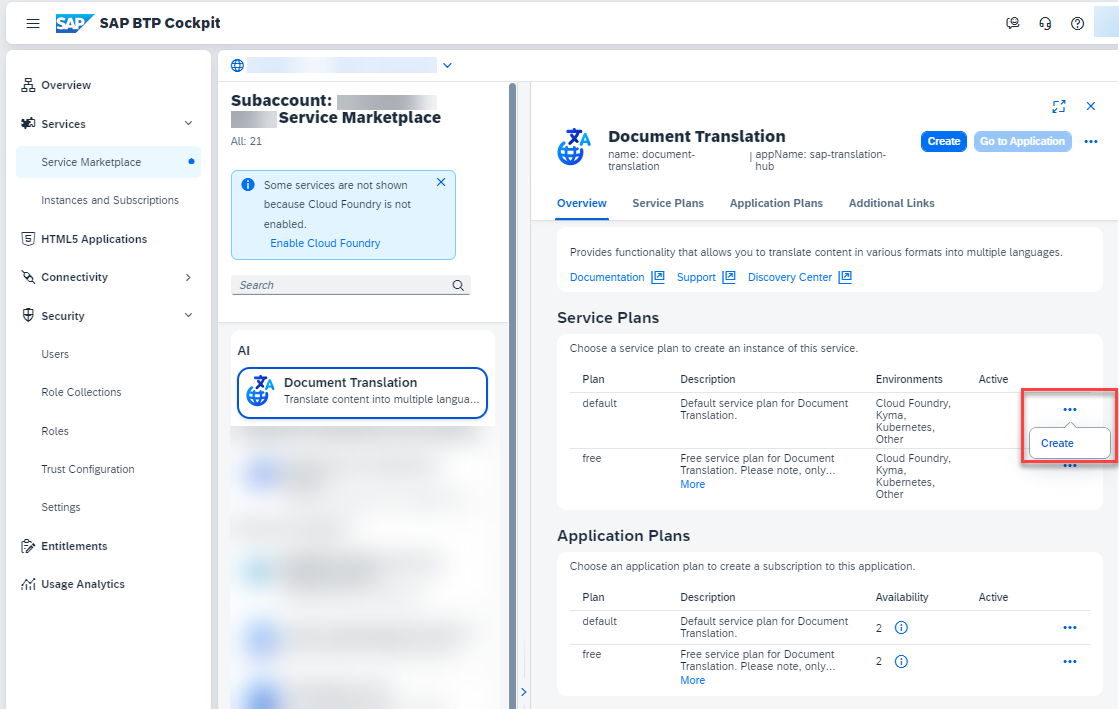 SAP SAP BTP Cockpit
Overview
Services
Service Marketplace
Instances and Subscriptions
HTML5 Applications
Connectivity
Security
Users
Role Collections
Roles
Trust Configuration
Settings
Entitlements
Usage Analytics
Subaccount:
Service Marketplace
All: 21
Some services are not shown
because Cloud Foundry is not
enabled.
Enable Cloud Foundry
Search
AI
Document Translation
Translate content into multiple langua...
Document Translation
name: document-
translation
| appName: sap-translation-
hub
Create
Go to Application
Overview Service Plans Application Plans Additional Links
Provides functionality that allows you to translate content in various formats into multiple languages.
Documentation Support Discovery Center
Service Plans
Choose a service plan to create an instance of this service.
Plan Description Environments Active
default
Default service plan for Document
Translation.
Cloud Foundry,
Kyma,
Kubernetes,
Other
Create
free
Free service plan for Document
Translation. Please note, only...
More
Cloud Foundry,
Kyma,
Kubernetes,
Other
Application Plans
Choose an application plan to create a subscription to this application.
Plan Description Availability Active
default
Default service plan for Document
Translation.
2
free
Free service plan for Document
Translation. Please note, only...
More
2